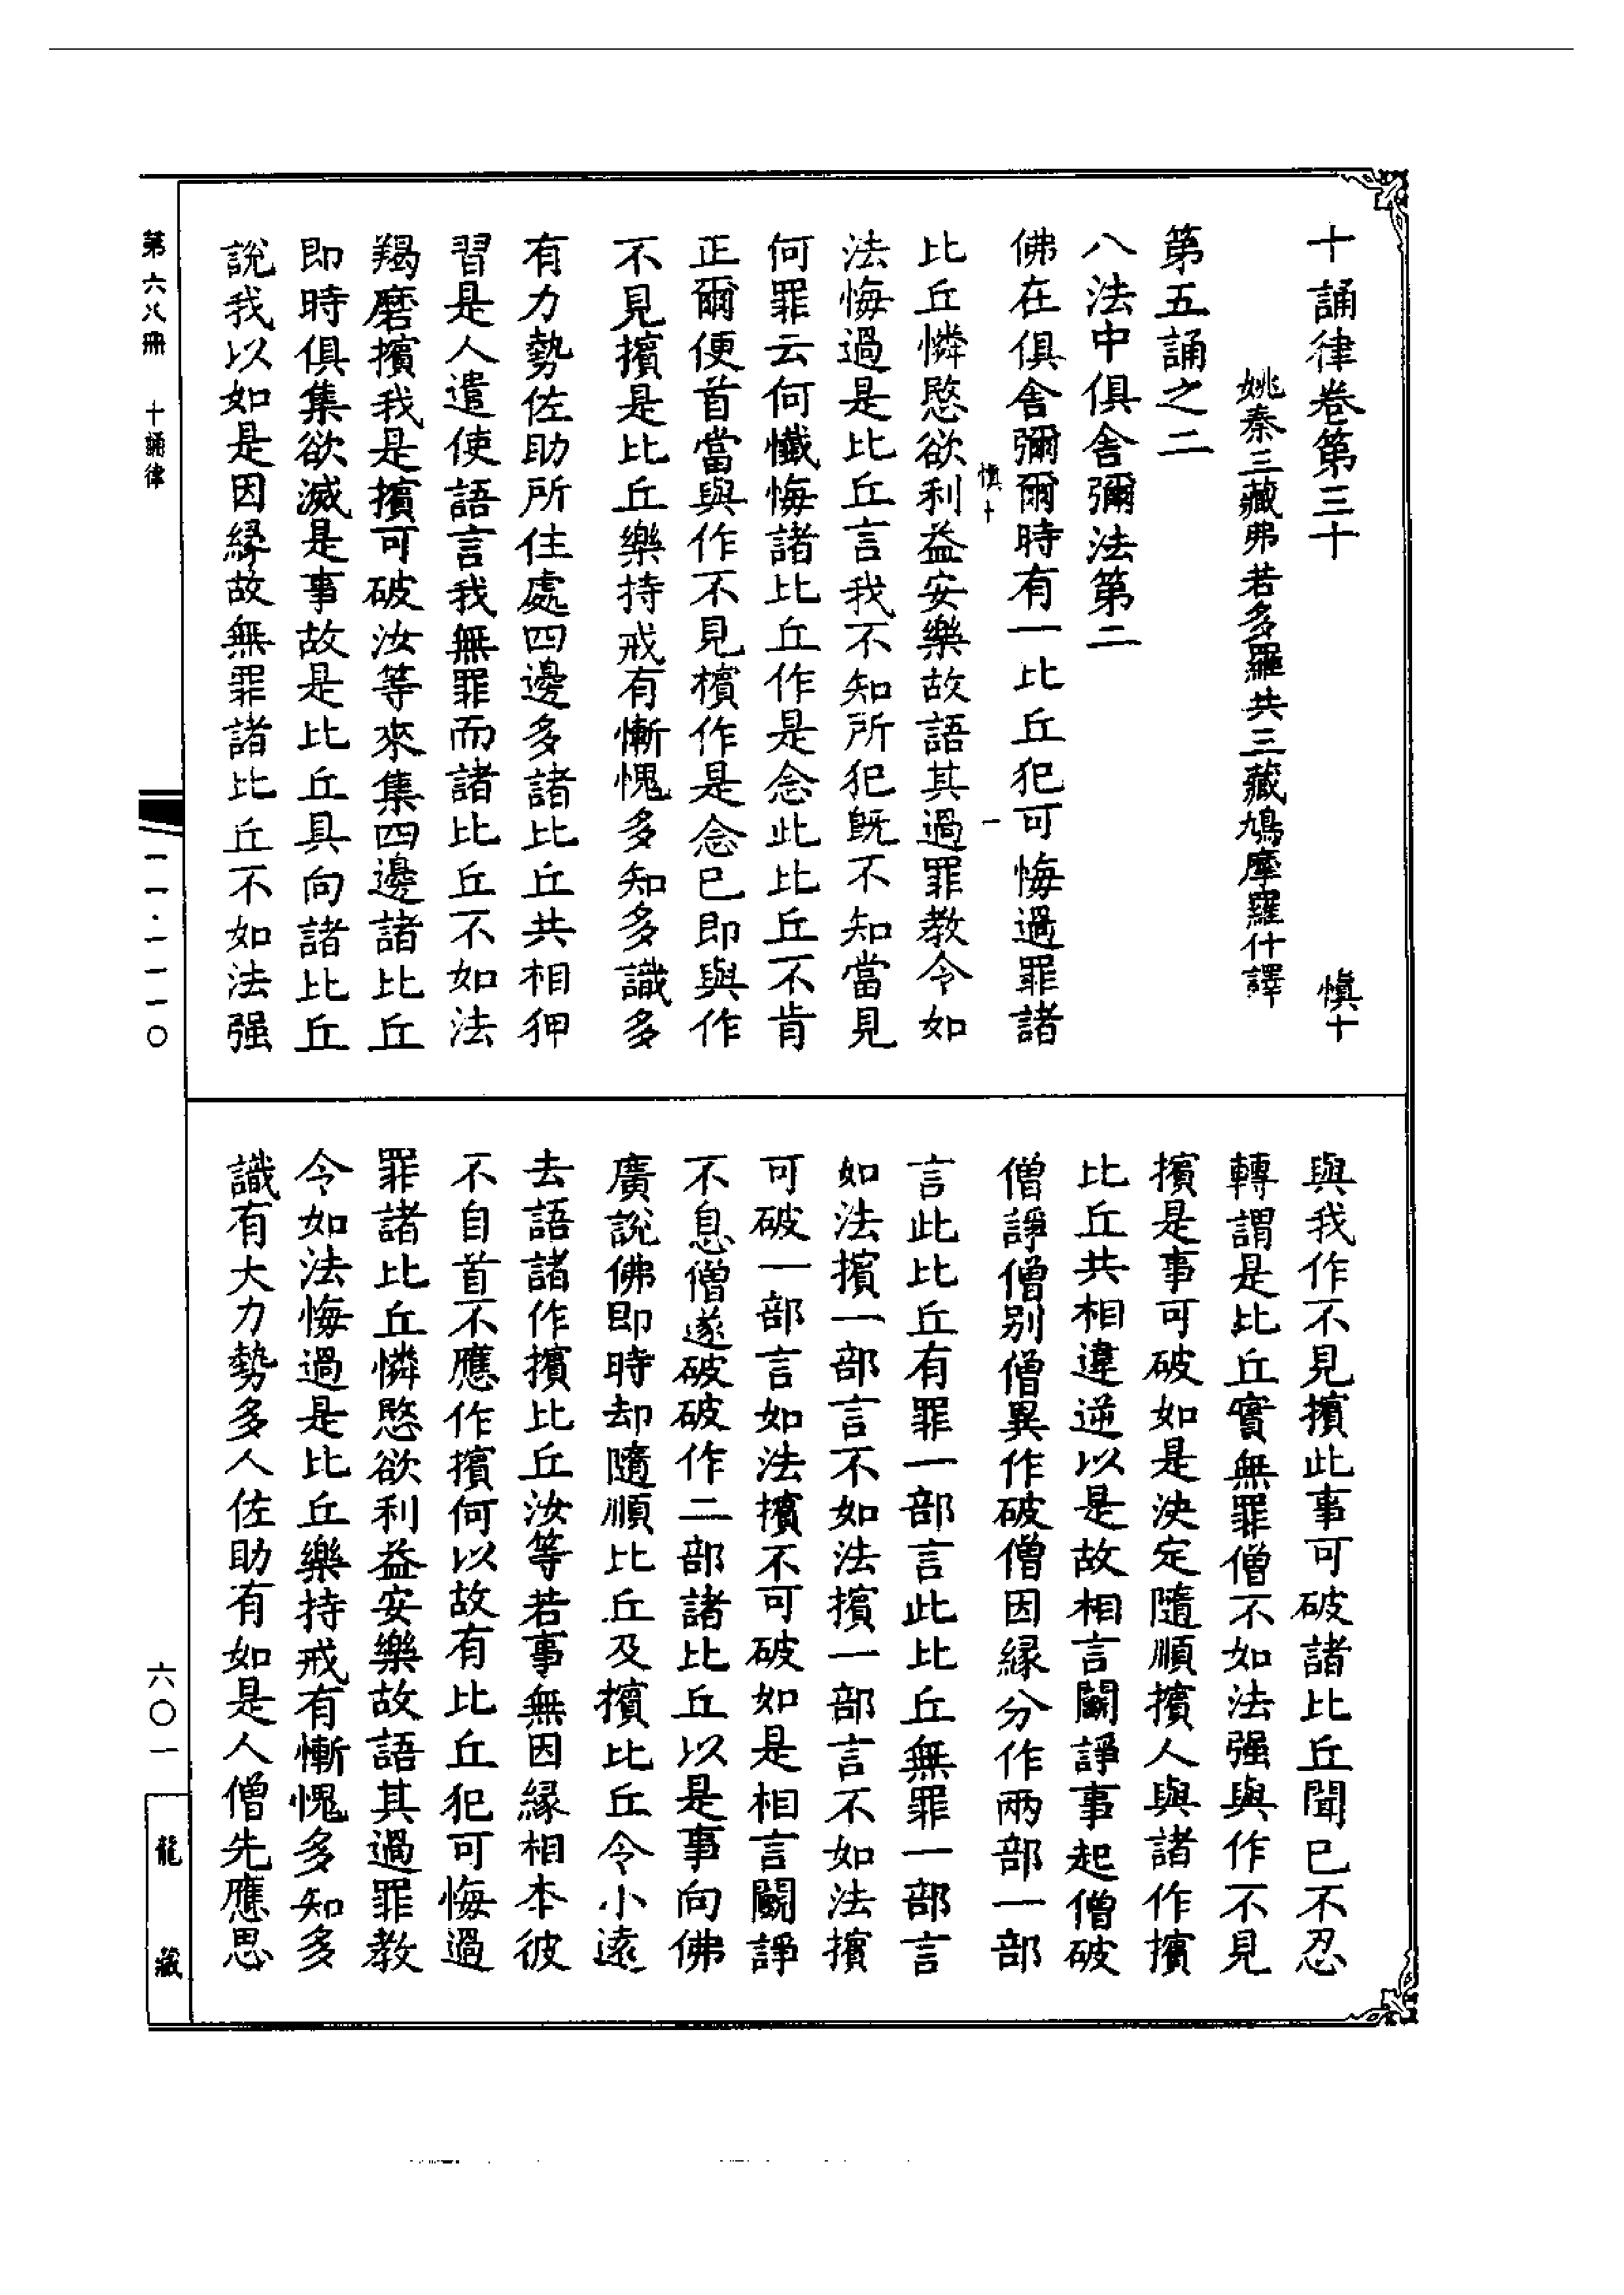 十誦律卷第三十　慎十
姚秦三藏弗若多羅共三藏鳩摩羅什譯
第五誦之二
八法中俱舍彌法第二
佛在俱舍彌爾時有一比丘犯可悔過罪諸
慎十　一
比丘憐愍欲利益安樂故語其過罪教令如
法悔過是比丘言我不知所犯既不知當見
何罪云何懺悔諸比丘作是念此比丘不肯
正爾便首當與作不見擯作是念已即與作
不見擯是比丘樂持戒有慚愧多知多識多
有力勢佐助所住處四邊多諸比丘共相狎
習是人遣使語言我無罪而諸比丘不如法
羯磨擯我是擯可破汝等來集四邊諸比丘
即時俱集欲滅是事故是比丘具向諸比丘
說我以如是因緣故無罪諸比丘不如法强
與我作不見擯此事可破諸比丘聞已不忍
轉謂是比丘實無罪僧不如法强與作不見
擯是事可破如是決定隨順擯人與諸作擯
比丘共相違逆以是故相言鬭諍事起僧破
僧諍僧別僧異作破僧因緣分作兩部一部
言此比丘有罪一部言此比丘無罪一部言
如法擯一部言不如法擯一部言不如法擯
可破一部言如法擯不可破如是相言鬭諍
不息僧遂破破作二部諸比丘以是事向佛
廣說佛即時却隨順比丘及擯比丘令小遠
去語諸作擯比丘汝等若事無因緣相本彼
不自首不應作擯何以故有比丘犯可悔過
罪諸比丘憐愍欲利益安樂故語其過罪教
令如法悔過是比丘樂持戒有慚愧多知多
識有大力勢多人佐助有如是人僧先應思
第六八冊　十誦律
一一·一一一〇
六〇一
龍藏